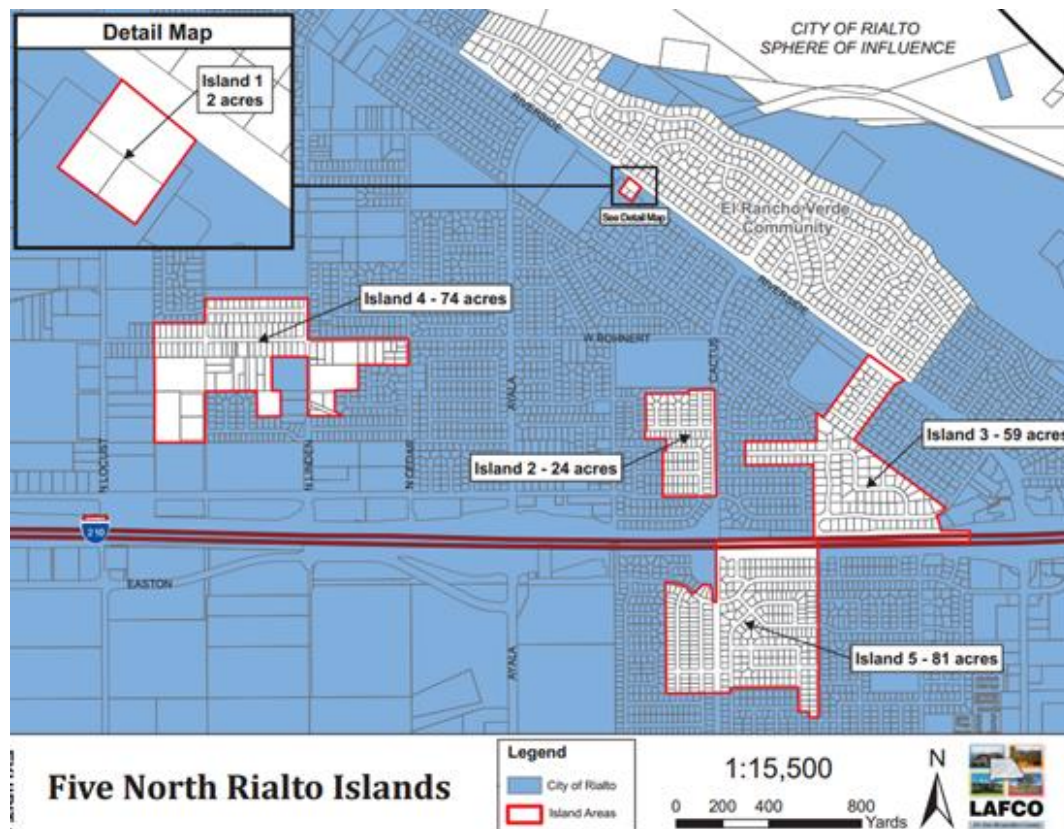 Detail Map
Island 1
2 acres
CITY OF RIALTO
SPHERE OF INFLUENCE
RIVERSIDE
See Detail Map
El Rancho Verde
Community
RIVERSIDE
Island 4 - 74 acres
W BOHNERT
CACTUS
AYALA
Island 3 - 59 acres
Island 2 - 24 acres
N LOCUST
N LINDEN
N CEDAR
210
EASTON
AYALA
Island 5 - 81 acres
Five North Rialto Islands
Legend
City of Rialto
Island Areas
1:15,500
0 200 400 800
Yards
N
LAFCO